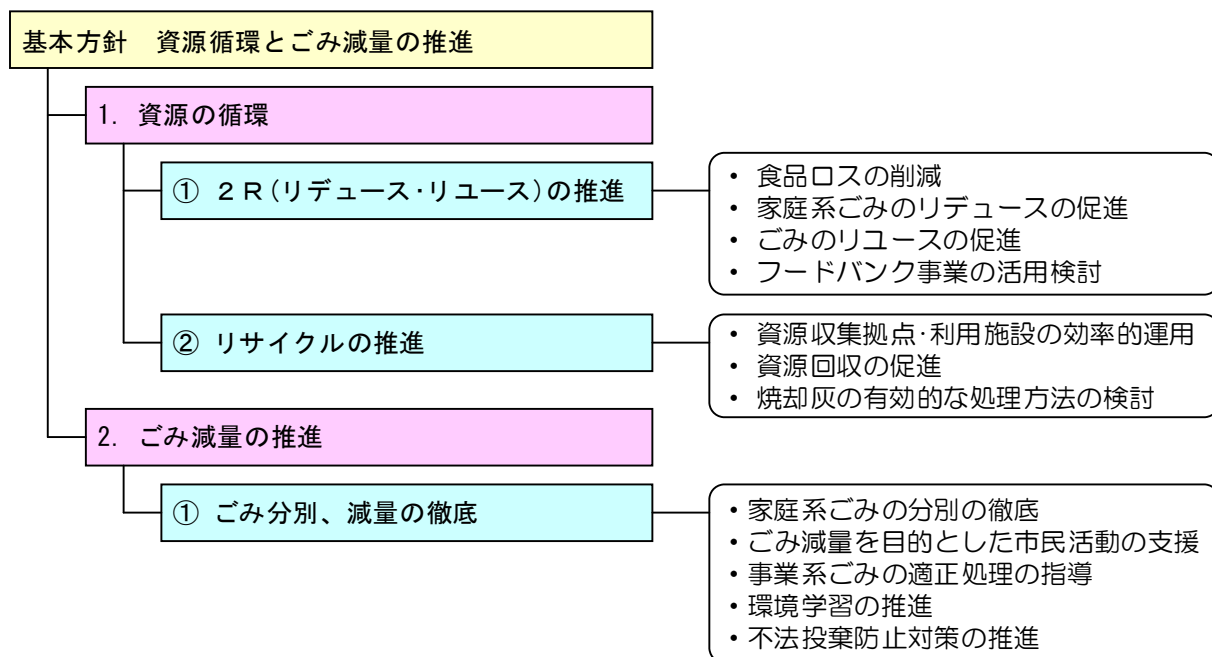 基本方針　資源循環とごみ減量の推進
1. 資源の循環
① ２Ｒ(リデュース･リユース)の推進
• 食品ロスの削減
• 家庭系ごみのリデュースの促進
• ごみのリユースの促進
• フードバンク事業の活用検討
② リサイクルの推進
• 資源収集拠点･利用施設の効率的運用
• 資源回収の促進
• 焼却灰の有効的な処理方法の検討
2. ごみ減量の推進
① ごみ分別、減量の徹底
• 家庭系ごみの分別の徹底
• ごみ減量を目的とした市民活動の支援
• 事業系ごみの適正処理の指導
• 環境学習の推進
• 不法投棄防止対策の推進